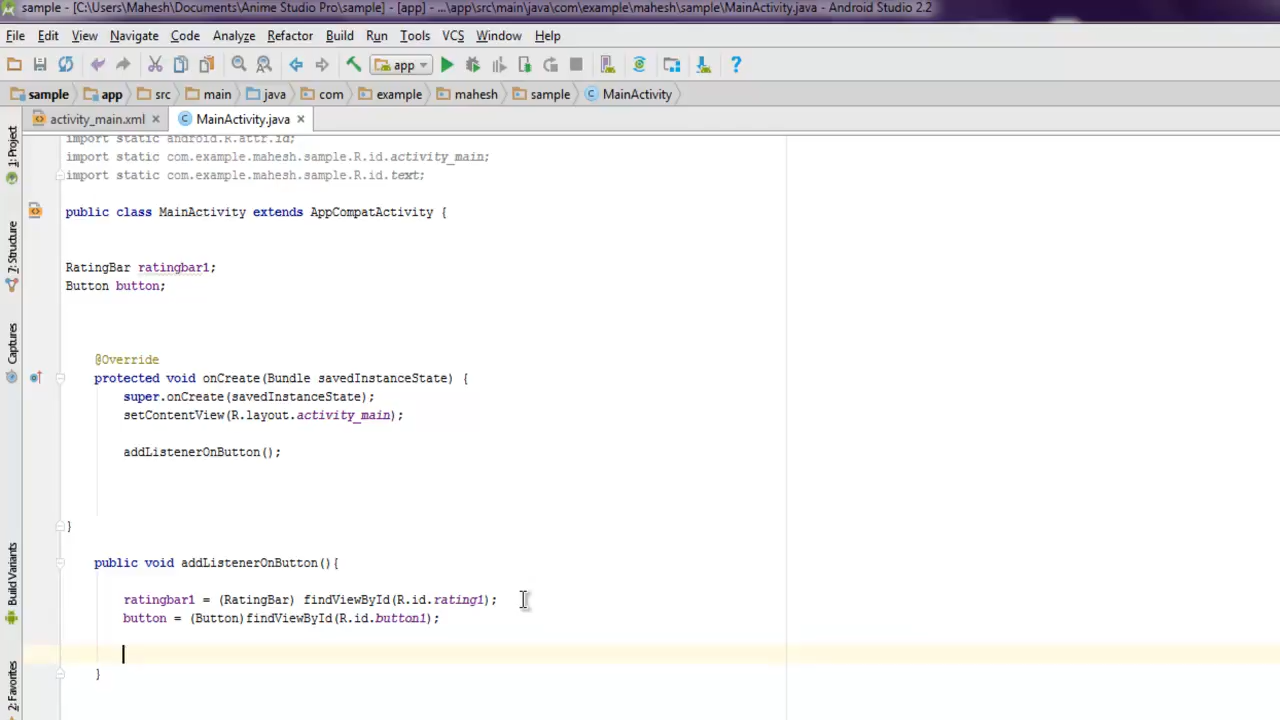 sample - [C:\Users\Mahesh\Documents\Anime Studio Pro\sample] - [app] - ...\app\src\main\java\com\example\mahesh\sample\MainActivity.java - Android Studio 2.2
File Edit View Navigate Code Analyze Refactor Build Run Tools VCS Window Help
app
sample app src main java com example mahesh sample MainActivity
activity_main.xml MainActivity.java
1: Project
7: Structure
Captures
Build Variants
2: Favorites
import static android.R.attr.id;
import static com.example.mahesh.sample.R.id.activity_main;
import static com.example.mahesh.sample.R.id.text;
public class MainActivity extends AppCompatActivity {
RatingBar ratingbar1;
Button button;
@Override
protected void onCreate(Bundle savedInstanceState) {
super.onCreate(savedInstanceState);
setContentView(R.layout.activity_main);
addListenerOnButton();
}
public void addListenerOnButton(){
ratingbar1 = (RatingBar) findViewById(R.id.rating1);
button = (Button)findViewById(R.id.button1);
}